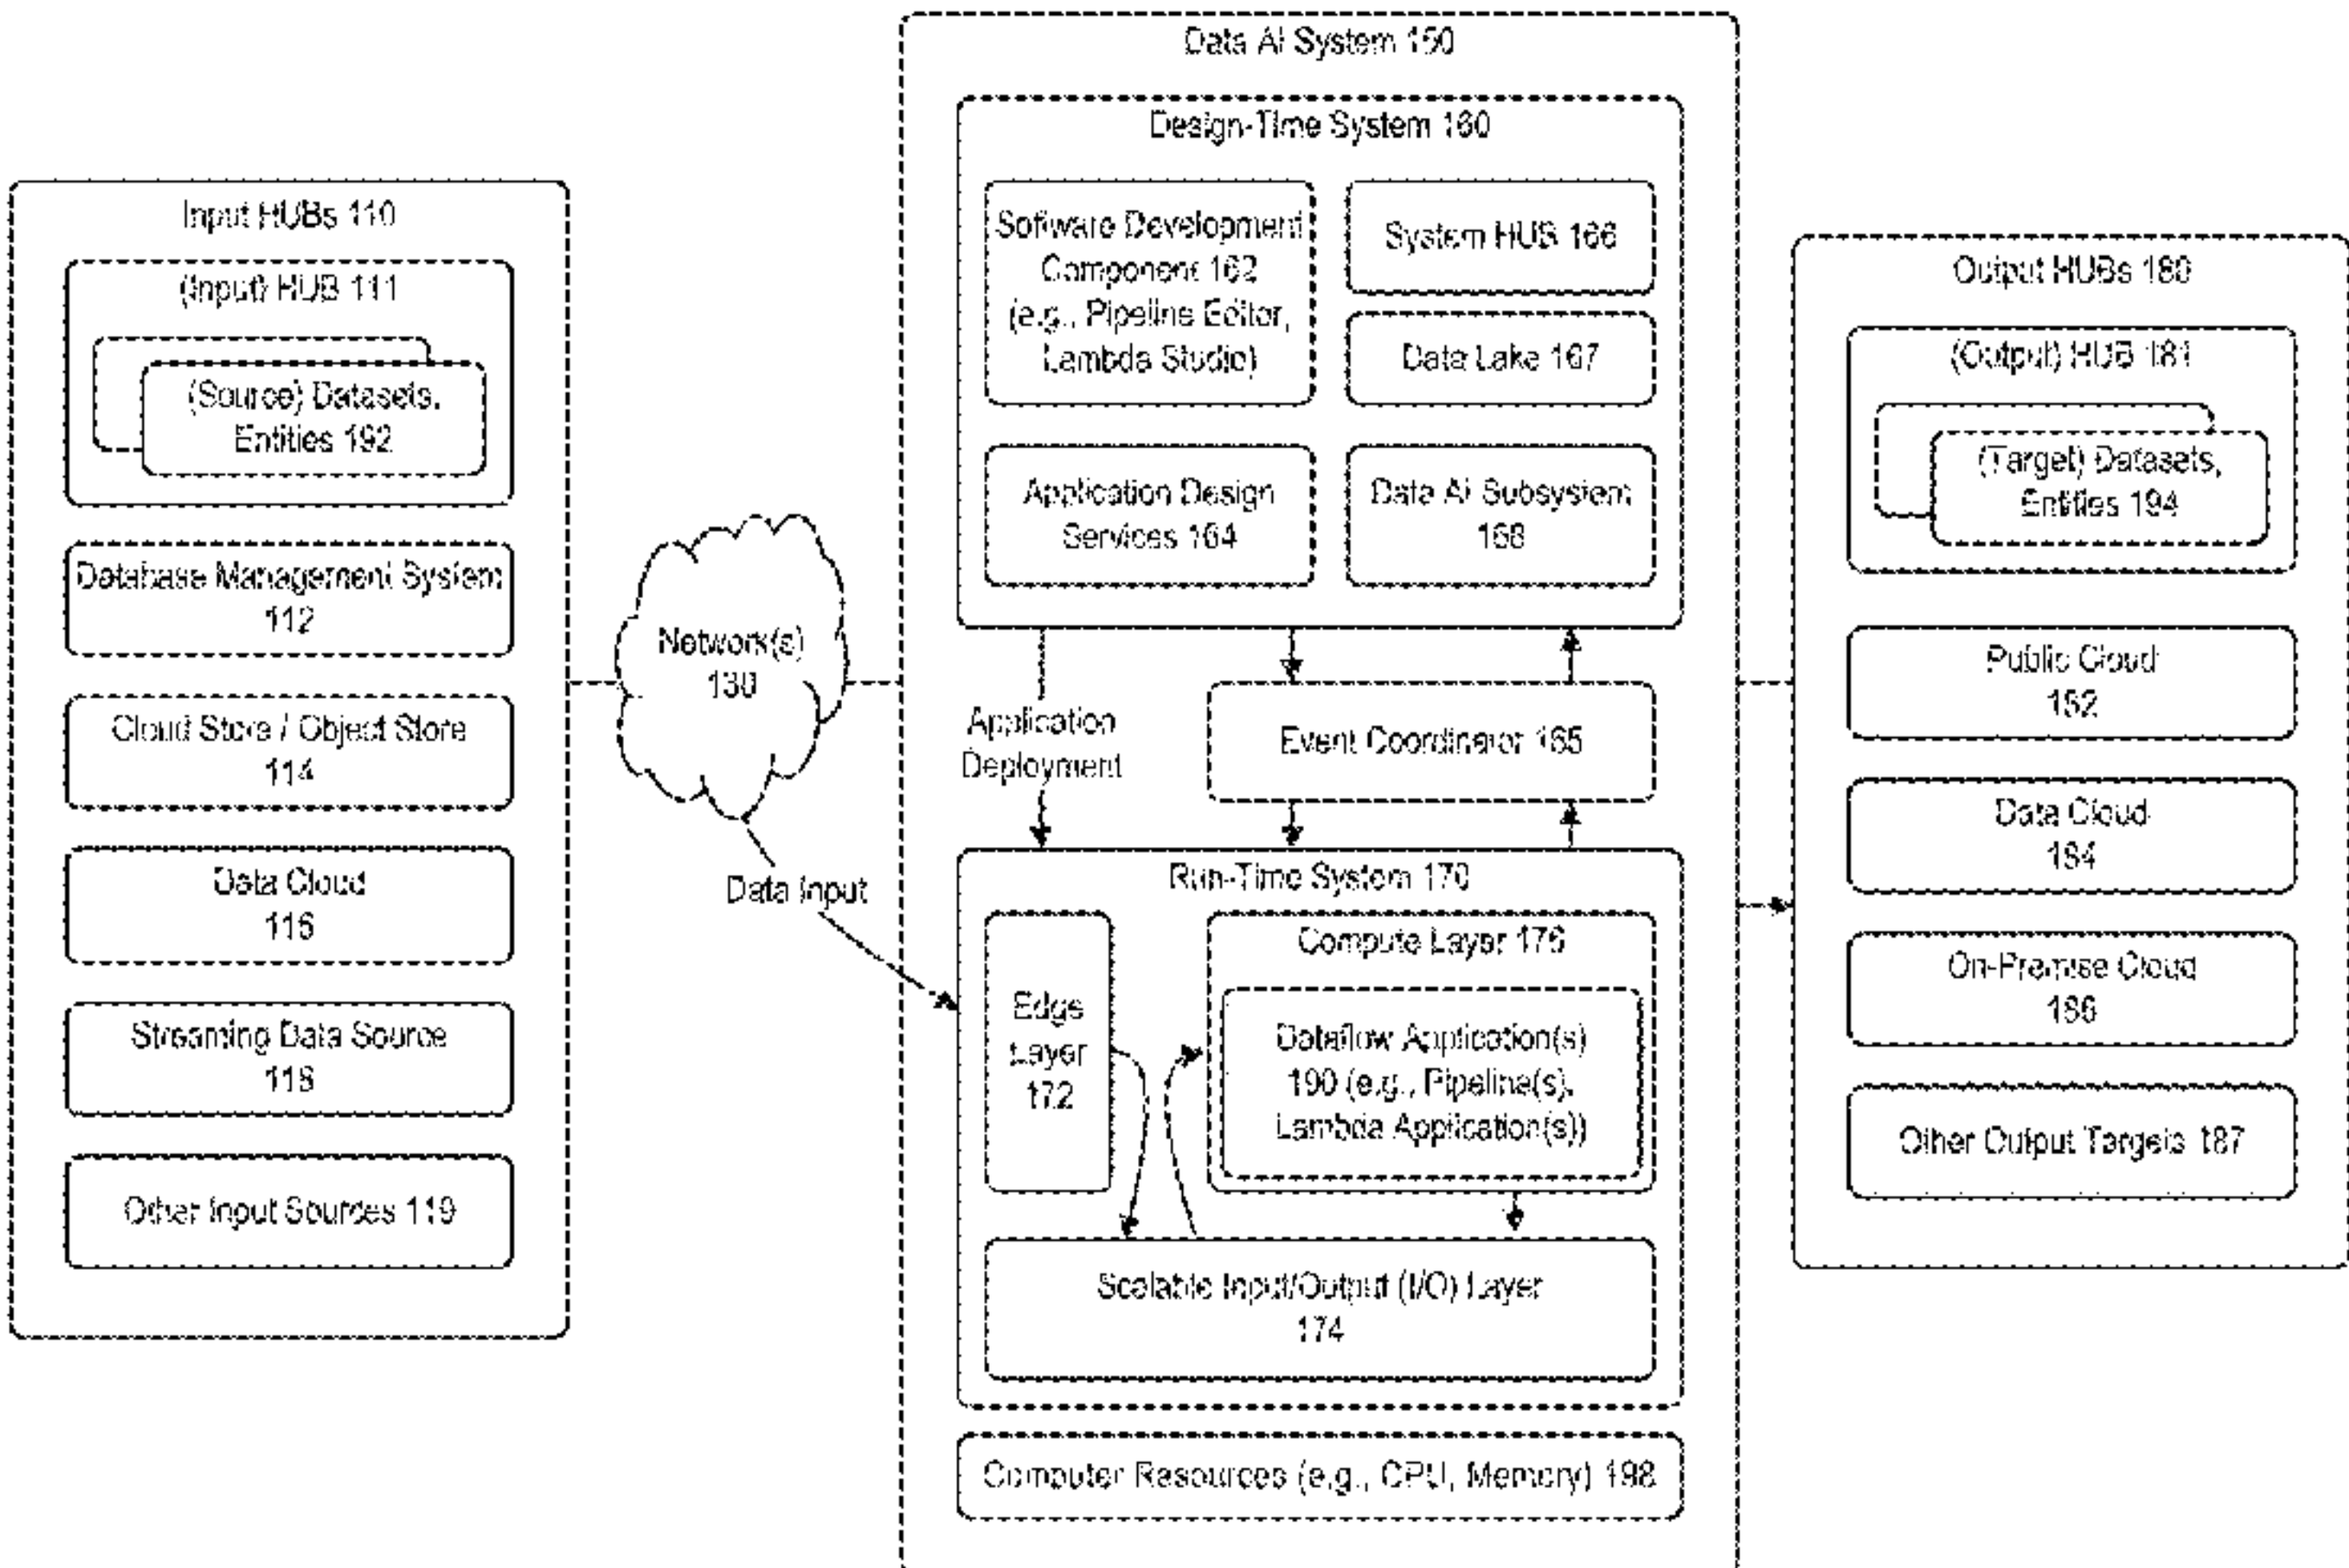 Input HUBs 110
(Input) HUB 111
(Source) Datasets,
Entities 192
Database Management System
112
Cloud Store / Object Store
114
Data Cloud
116
Streaming Data Source
118
Other Input Sources 119
Network(s)
130
Data Input
Data AI System 150
Design-Time System 160
Software Development
Component 162
(e.g., Pipeline Editor,
Lambda Studio)
System HUB 166
Data Lake 167
Application Design
Services 164
Data AI Subsystem
168
Application
Deployment
Event Coordinator 165
Run-Time System 170
Edge
Layer
172
Compute Layer 176
Dataflow Application(s)
190 (e.g., Pipeline(s),
Lambda Application(s))
Scalable Input/Output (I/O) Layer
174
Computer Resources (e.g., CPU, Memory) 198
Output HUBs 180
(Output) HUB 181
(Target) Datasets,
Entities 194
Public Cloud
182
Data Cloud
184
On-Premise Cloud
186
Other Output Targets 187